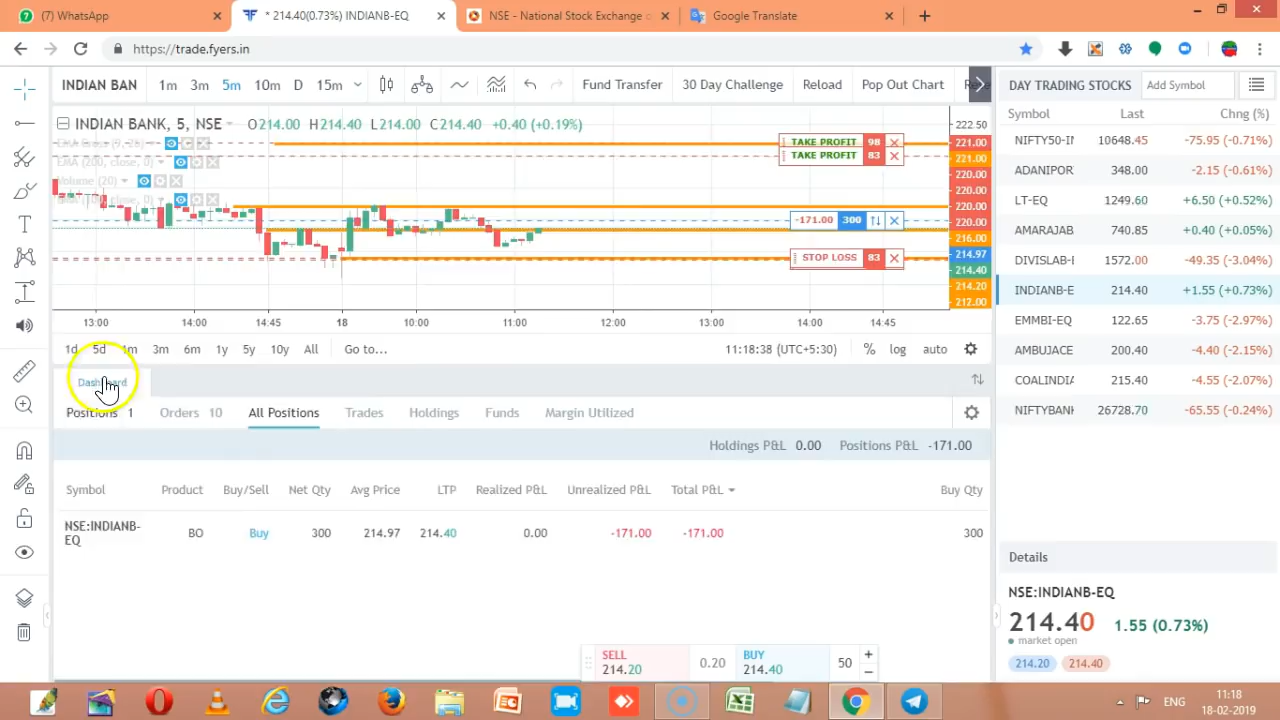 (7) WhatsApp
* 214.40(0.73%) INDIANB-EQ
NSE - National Stock Exchange
Google Translate
https://trade.fyers.in
INDIAN BAN 1m 3m 5m 10m D 15m Fund Transfer 30 Day Challenge Reload Pop Out Chart
DAY TRADING STOCKS Add Symbol
INDIAN BANK, 5, NSE O214.00 H214.40 L214.00 C214.40 +0.40 (+0.19%)
EMA (200, close, 0)
Volume (20)
TAKE PROFIT 98
TAKE PROFIT 83
-171.00 300
STOP LOSS 83
222.50
221.00
221.00
220.00
220.00
220.00
220.00
216.00
214.97
214.40
214.20
212.00
13:00 14:00 14:45 18 10:00 11:00 12:00 13:00 14:00 14:45
1d 5d 1m 3m 6m 1y 5y 10y All Go to... 11:18:38 (UTC+5:30) % log auto
Symbol Last Chng (%)
NIFTY50-I 10648.45 -75.95 (-0.71%)
ADANIPOR 348.00 -2.15 (-0.61%)
LT-EQ 1249.60 +6.50 (+0.52%)
AMARAJAB 740.85 +0.40 (+0.05%)
DIVISLAB-I 1572.00 -49.35 (-3.04%)
INDIANB-E 214.40 +1.55 (+0.73%)
EMMBI-EQ 122.65 -3.75 (-2.97%)
AMBUJACE 200.40 -4.40 (-2.15%)
COALINDIA 215.40 -4.55 (-2.07%)
NIFTYBANK 26728.70 -65.55 (-0.24%)
Dashboard
Positions 1 Orders 10 All Positions Trades Holdings Funds Margin Utilized
Holdings P&L 0.00 Positions P&L -171.00
Symbol Product Buy/Sell Net Qty Avg Price LTP Realized P&L Unrealized P&L Total P&L Buy Qty
NSE:INDIANB-
EQ BO Buy 300 214.97 214.40 0.00 -171.00 -171.00 300
Details
NSE:INDIANB-EQ
214.40 1.55 (0.73%)
market open
214.20 214.40
SELL
214.20
0.20
BUY
214.40
50 + −
ENG
11:18
18-02-2019